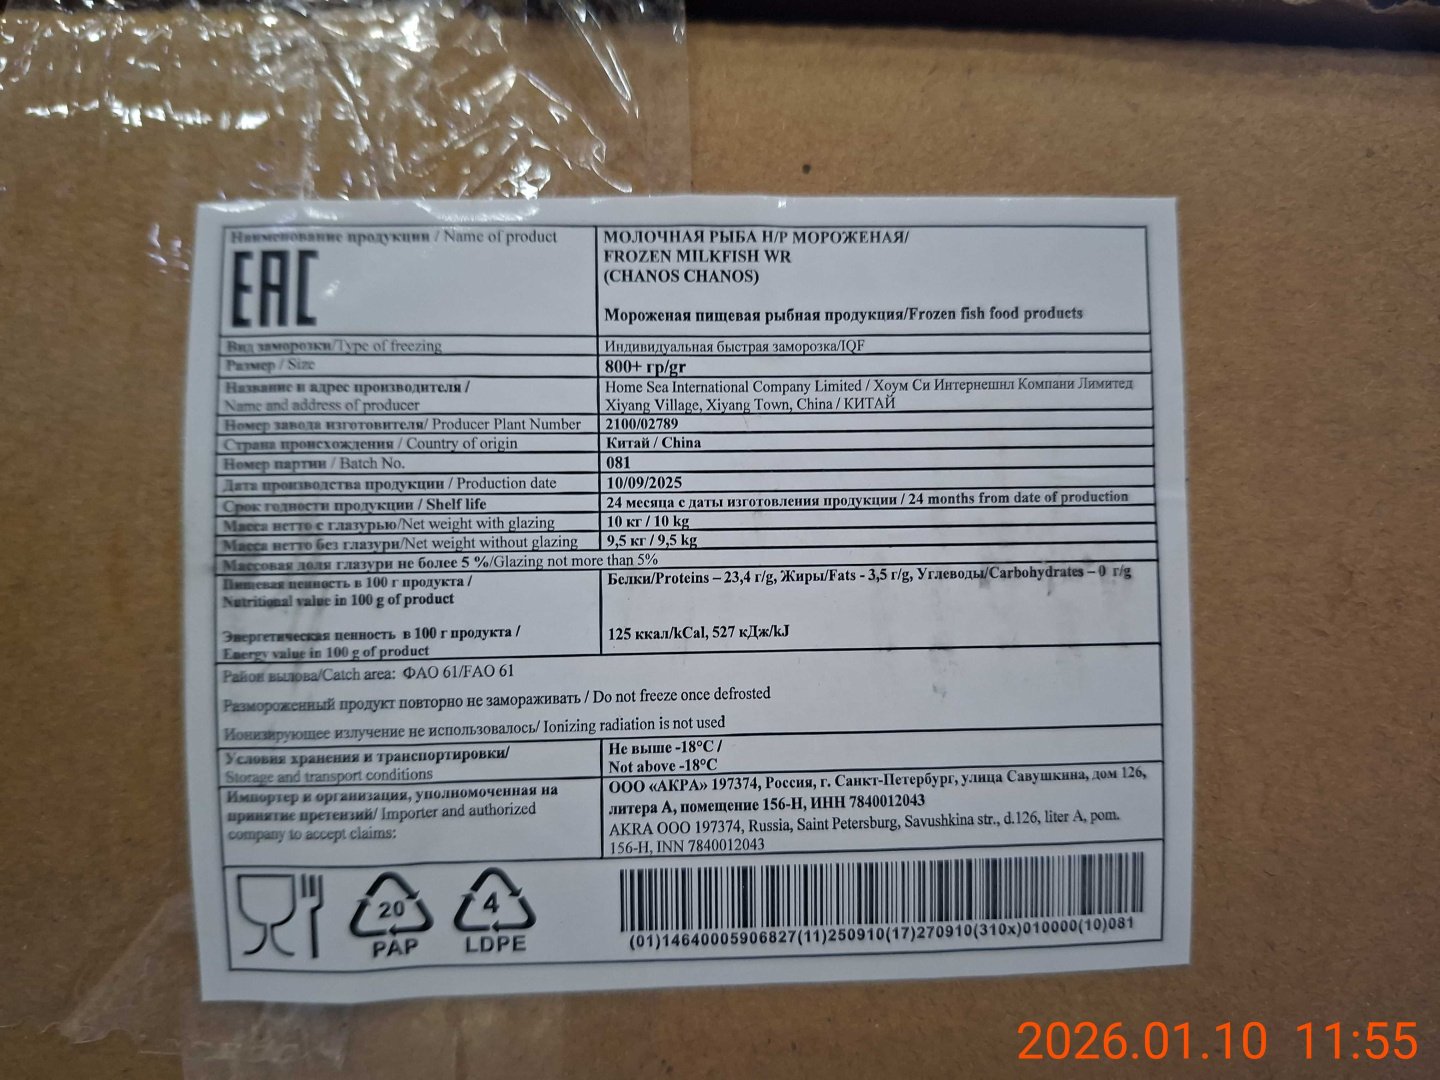 Наименование продукции / Name of product
EAC
МОЛОЧНАЯ РЫБА Н/Р МОРОЖЕНАЯ/
FROZEN MILKFISH WR
(CHANOS CHANOS)
Мороженая пищевая рыбная продукция/Frozen fish food products
Вид заморозки/Type of freezing
Индивидуальная быстрая заморозка/IQF
Размер / Size
800+ гр/gr
Название и адрес производителя /
Name and address of producer
Home Sea International Company Limited / Хоум Си Интернешнл Компани Лимитед
Xiyang Village, Xiyang Town, China / КИТАЙ
Номер завода изготовителя/ Producer Plant Number
2100/02789
Страна происхождения / Country of origin
Китай / China
Номер партии / Batch No.
081
Дата производства продукции / Production date
10/09/2025
Срок годности продукции / Shelf life
24 месяца с даты изготовления продукции / 24 months from date of production
Масса нетто с глазурью/Net weight with glazing
10 кг / 10 kg
Масса нетто без глазури/Net weight without glazing
9,5 кг / 9,5 kg
Массовая доля глазури не более 5 %/Glazing not more than 5%
Пищевая ценность в 100 г продукта /
Nutritional value in 100 g of product
Белки/Proteins – 23,4 г/g, Жиры/Fats - 3,5 г/g, Углеводы/Carbohydrates – 0 г/g
Энергетическая ценность в 100 г продукта /
Energy value in 100 g of product
125 ккал/kCal, 527 кДж/kJ
Район вылова/Catch area: ФАО 61/FAO 61
Размороженный продукт повторно не замораживать / Do not freeze once defrosted
Ионизирующее излучение не использовалось/ Ionizing radiation is not used
Условия хранения и транспортировки/
Storage and transport conditions
Не выше -18°C /
Not above -18°C
Импортер и организация, уполномоченная на
принятие претензий/ Importer and authorized
company to accept claims:
ООО «АКРА» 197374, Россия, г. Санкт-Петербург, улица Савушкина, дом 126,
литера А, помещение 156-Н, ИНН 7840012043
AKRA OOO 197374, Russia, Saint Petersburg, Savushkina str., d.126, liter A, pom.
156-H, INN 7840012043
20
PAP
4
LDPE
(01)14640005906827(11)250910(17)270910(310x)010000(10)081
2026.01.10 11:55